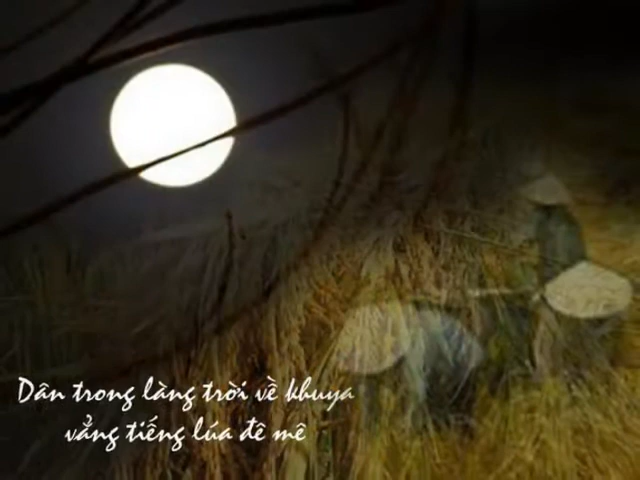 Dân trong làng trời về khuya
vẳng tiếng lúa đê mê